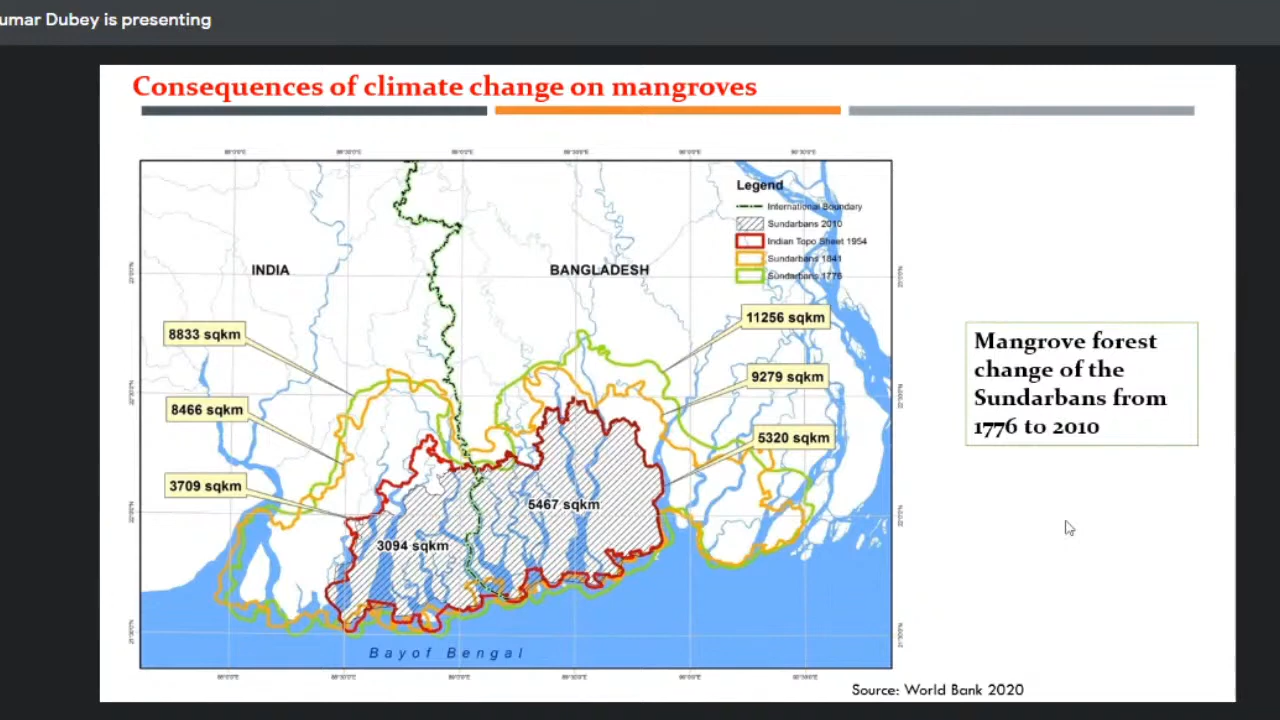 umar Dubey is presenting
Consequences of climate change on mangroves
Legend
International Boundary
Sundarbans 2010
Indian Topo Sheet 1954
Sundarbans 1841
Sundarbans 1776
INDIA
BANGLADESH
8833 sqkm
11256 sqkm
8466 sqkm
9279 sqkm
3709 sqkm
5320 sqkm
5467 sqkm
3094 sqkm
Bay of Bengal
Mangrove forest
change of the
Sundarbans from
1776 to 2010
Source: World Bank 2020